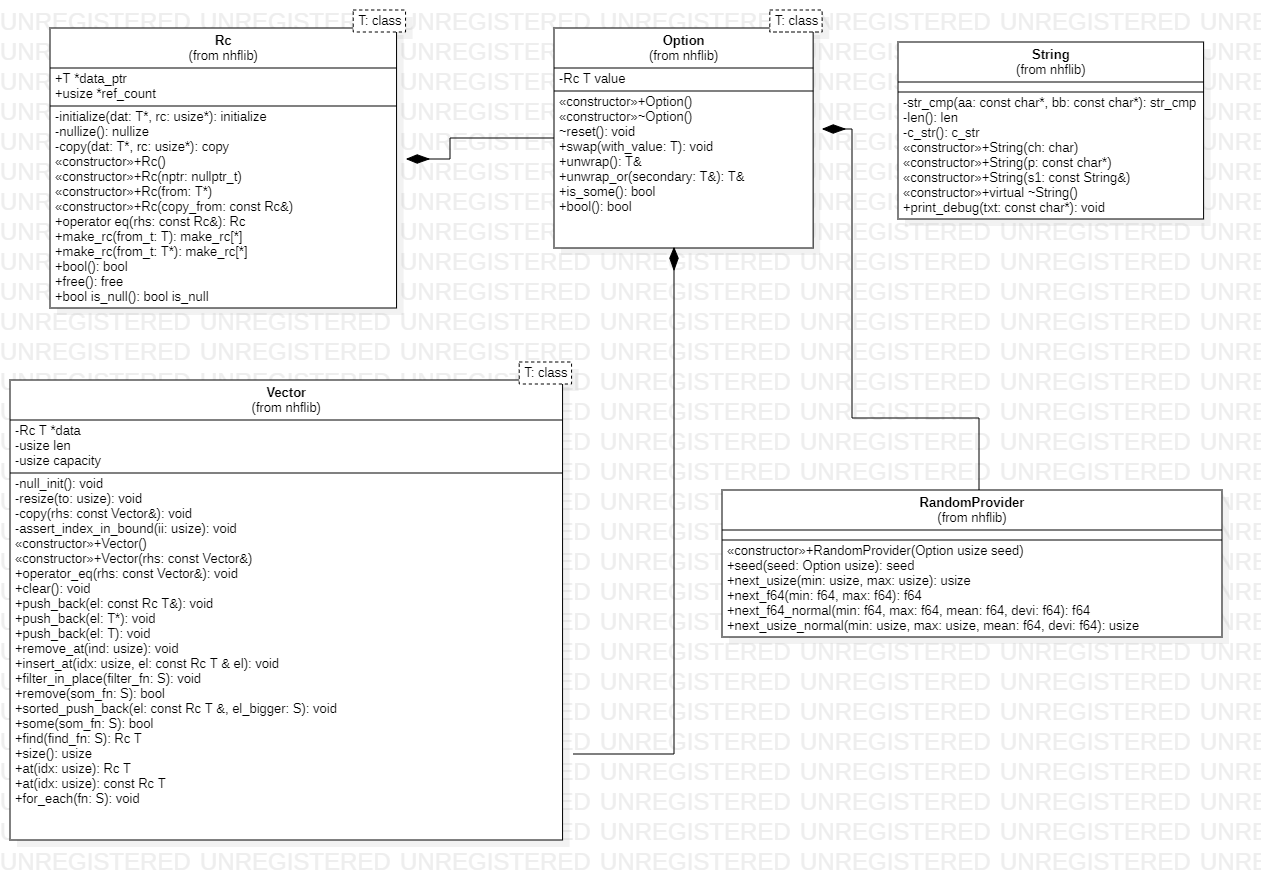 T: class
Rc
(from nhflib)
+T *data_ptr
+usize *ref_count
-initialize(dat: T*, rc: usize*): initialize
-nullize(): nullize
-copy(dat: T*, rc: usize*): copy
«constructor»+Rc()
«constructor»+Rc(nptr: nullptr_t)
«constructor»+Rc(from: T*)
«constructor»+Rc(copy_from: const Rc&)
+operator eq(rhs: const Rc&): Rc
+make_rc(from_t: T): make_rc[*]
+make_rc(from_t: T*): make_rc[*]
+bool(): bool
+free(): free
+bool is_null(): bool is_null
T: class
Option
(from nhflib)
-Rc T value
«constructor»+Option()
«constructor»~Option()
~reset(): void
+swap(with_value: T): void
+unwrap(): T&
+unwrap_or(secondary: T&): T&
+is_some(): bool
+bool(): bool
String
(from nhflib)
-str_cmp(aa: const char*, bb: const char*): str_cmp
-len(): len
-c_str(): c_str
«constructor»+String(ch: char)
«constructor»+String(p: const char*)
«constructor»+String(s1: const String&)
«constructor»+virtual ~String()
+print_debug(txt: const char*): void
T: class
Vector
(from nhflib)
-Rc T *data
-usize len
-usize capacity
-null_init(): void
-resize(to: usize): void
-copy(rhs: const Vector&): void
-assert_index_in_bound(ii: usize): void
«constructor»+Vector()
«constructor»+Vector(rhs: const Vector&)
+operator_eq(rhs: const Vector&): void
+clear(): void
+push_back(el: const Rc T&): void
+push_back(el: T*): void
+push_back(el: T): void
+remove_at(ind: usize): void
+insert_at(idx: usize, el: const Rc T & el): void
+filter_in_place(filter_fn: S): void
+remove(som_fn: S): bool
+sorted_push_back(el: const Rc T &, el_bigger: S): void
+some(som_fn: S): bool
+find(find_fn: S): Rc T
+size(): usize
+at(idx: usize): Rc T
+at(idx: usize): const Rc T
+for_each(fn: S): void
RandomProvider
(from nhflib)
«constructor»+RandomProvider(Option usize seed)
+seed(seed: Option usize): seed
+next_usize(min: usize, max: usize): usize
+next_f64(min: f64, max: f64): f64
+next_f64_normal(min: f64, max: f64, mean: f64, devi: f64): f64
+next_usize_normal(min: usize, max: usize, mean: f64, devi: f64): usize
UNREGISTERED